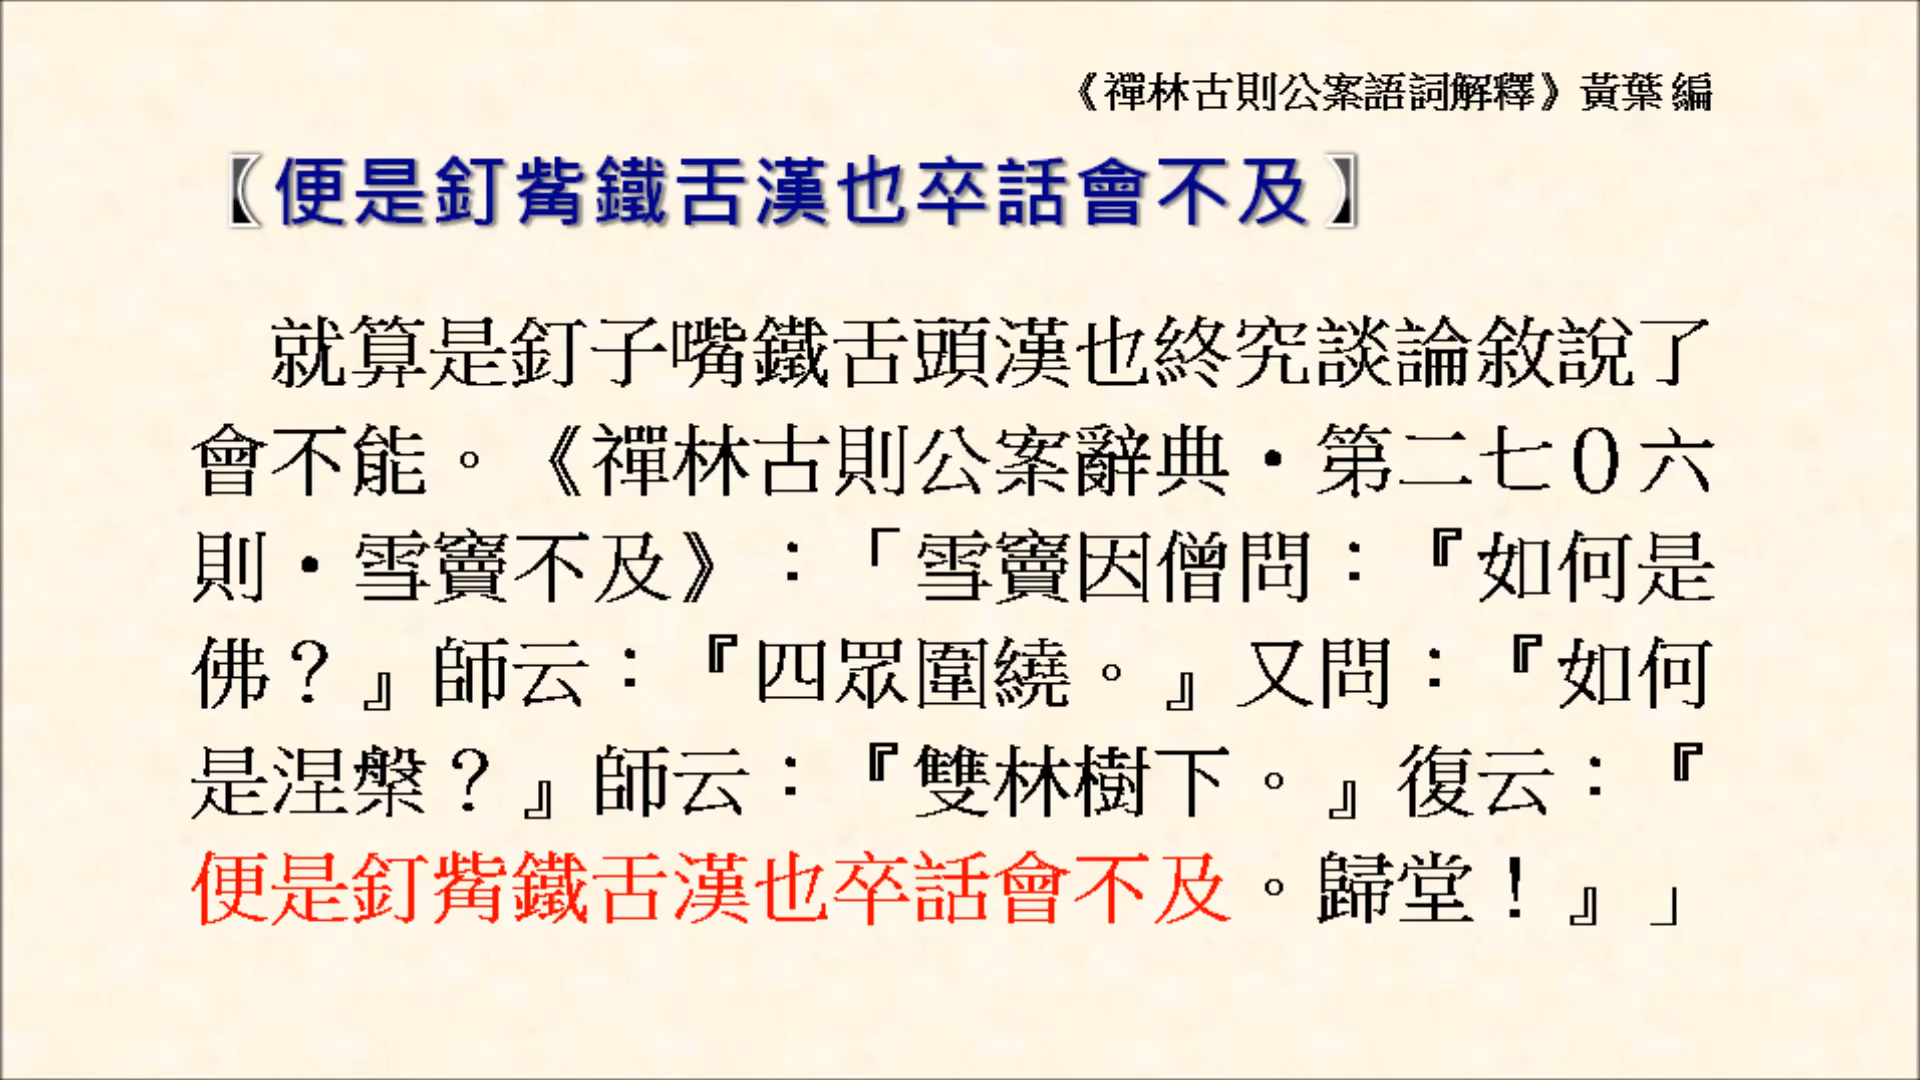 《禪林古則公案語詞解釋》黃葉 編
〖便是釘觜鐵舌漢也卒話會不及〗
就算是釘子嘴鐵舌頭漢也終究談論敘說了
會不能。《禪林古則公案辭典・第二七０六
則・雪竇不及》：「雪竇因僧問：『如何是
佛？』師云：『四眾圍繞。』又問：『如何
是涅槃？』師云：『雙林樹下。』復云：『
便是釘觜鐵舌漢也卒話會不及。歸堂！』」